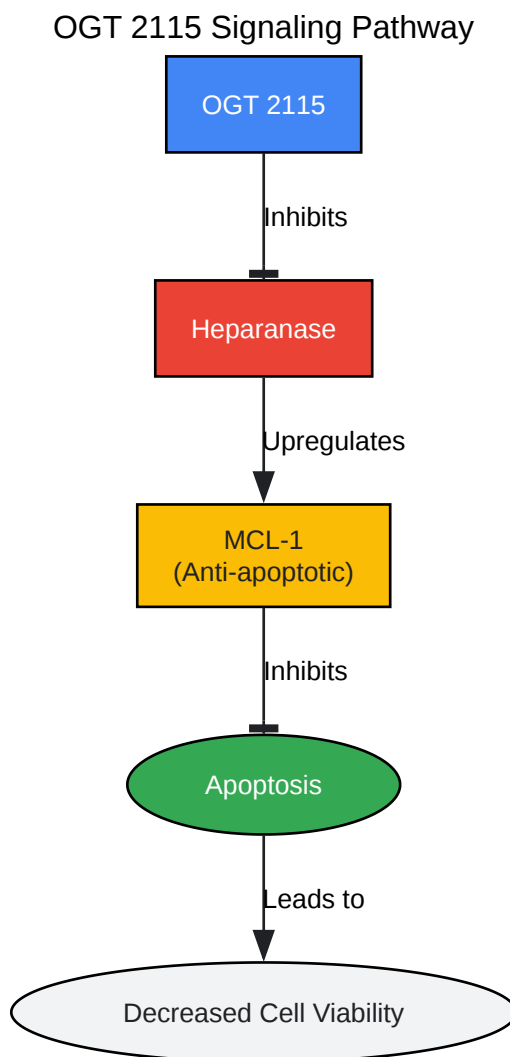 OGT 2115 Signaling Pathway
OGT 2115
Inhibits
Heparanase
Upregulates
MCL-1
(Anti-apoptotic)
Inhibits
Apoptosis
Leads to
Decreased Cell Viability